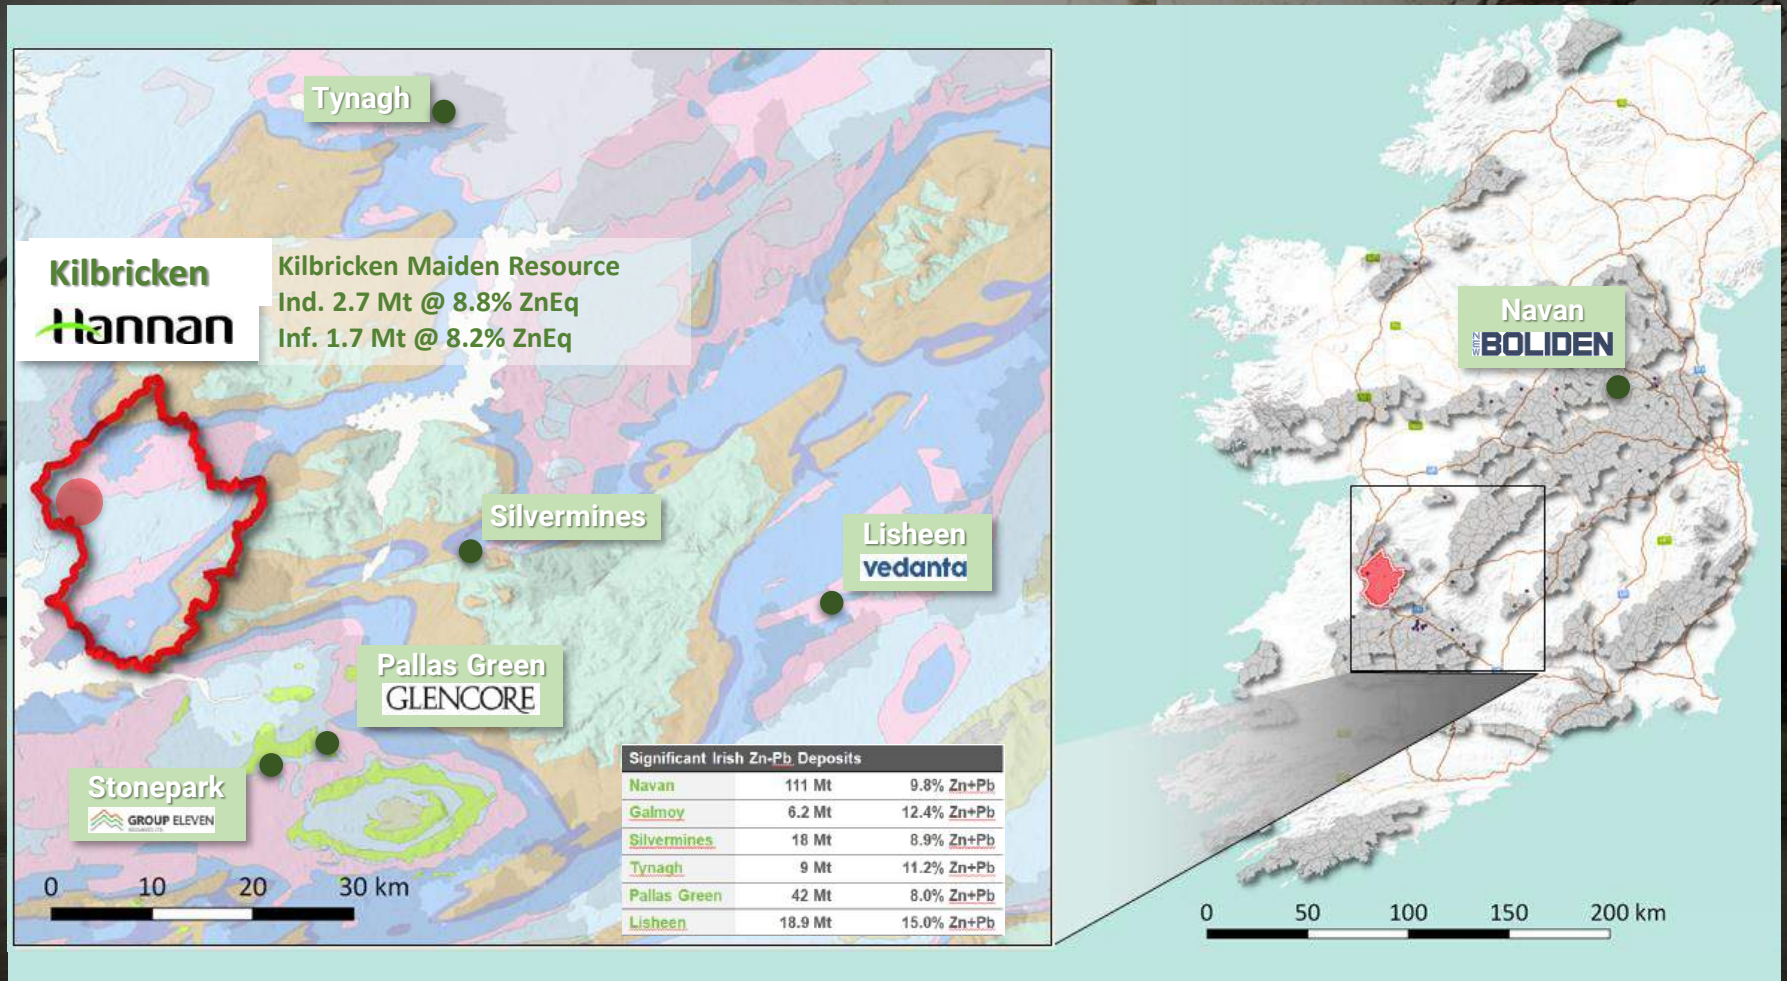 Tynagh
Kilbricken
Hannan
Kilbricken Maiden Resource
Ind. 2.7 Mt @ 8.8% ZnEq
Inf. 1.7 Mt @ 8.2% ZnEq
Silvermines
Lisheen
vedanta
Pallas Green
GLENCORE
Stonepark
GROUP ELEVEN
0 10 20 30 km
Significant Irish Zn-Pb Deposits
Navan 111 Mt 9.8% Zn+Pb
Galmoy 6.2 Mt 12.4% Zn+Pb
Silvermines 18 Mt 8.9% Zn+Pb
Tynagh 9 Mt 11.2% Zn+Pb
Pallas Green 42 Mt 8.0% Zn+Pb
Lisheen 18.9 Mt 15.0% Zn+Pb
Navan
NEW BOLIDEN
0 50 100 150 200 km